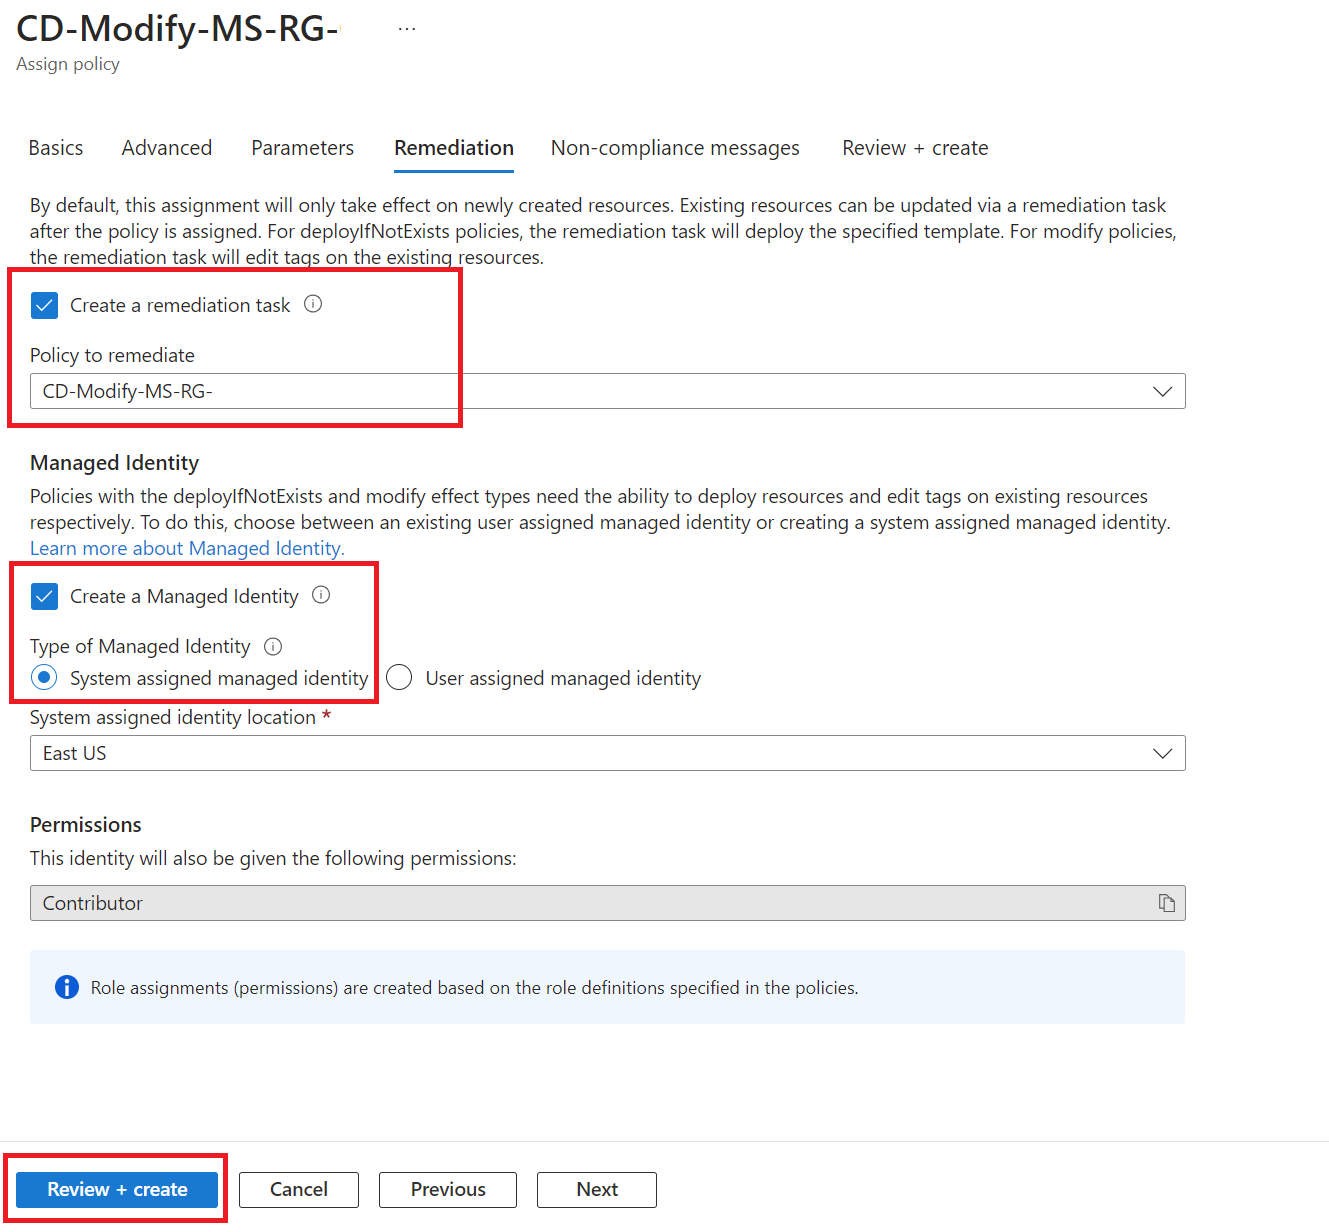 CD-Modify-MS-RG-
...
Assign policy
Basics Advanced Parameters Remediation Non-compliance messages Review + create
By default, this assignment will only take effect on newly created resources. Existing resources can be updated via a remediation task
after the policy is assigned. For deployIfNotExists policies, the remediation task will deploy the specified template. For modify policies,
the remediation task will edit tags on the existing resources.
Create a remediation task
Policy to remediate
CD-Modify-MS-RG-
Managed Identity
Policies with the deployIfNotExists and modify effect types need the ability to deploy resources and edit tags on existing resources
respectively. To do this, choose between an existing user assigned managed identity or creating a system assigned managed identity.
Learn more about Managed Identity.
Create a Managed Identity
Type of Managed Identity
System assigned managed identity User assigned managed identity
System assigned identity location *
East US
Permissions
This identity will also be given the following permissions:
Contributor
Role assignments (permissions) are created based on the role definitions specified in the policies.
Review + create Cancel Previous Next